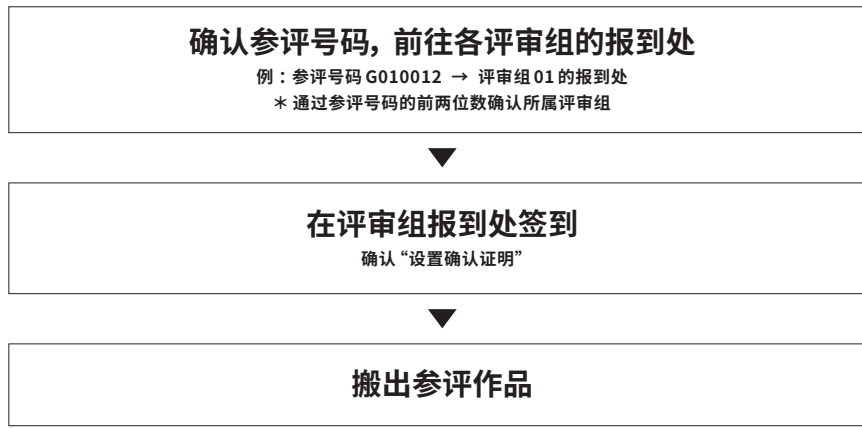 确认参评号码，前往各评审组的报到处
例：参评号码 G010012 → 评审组 01 的报到处
＊通过参评号码的前两位数确认所属评审组
在评审组报到处签到
确认“设置确认证明”
搬出参评作品